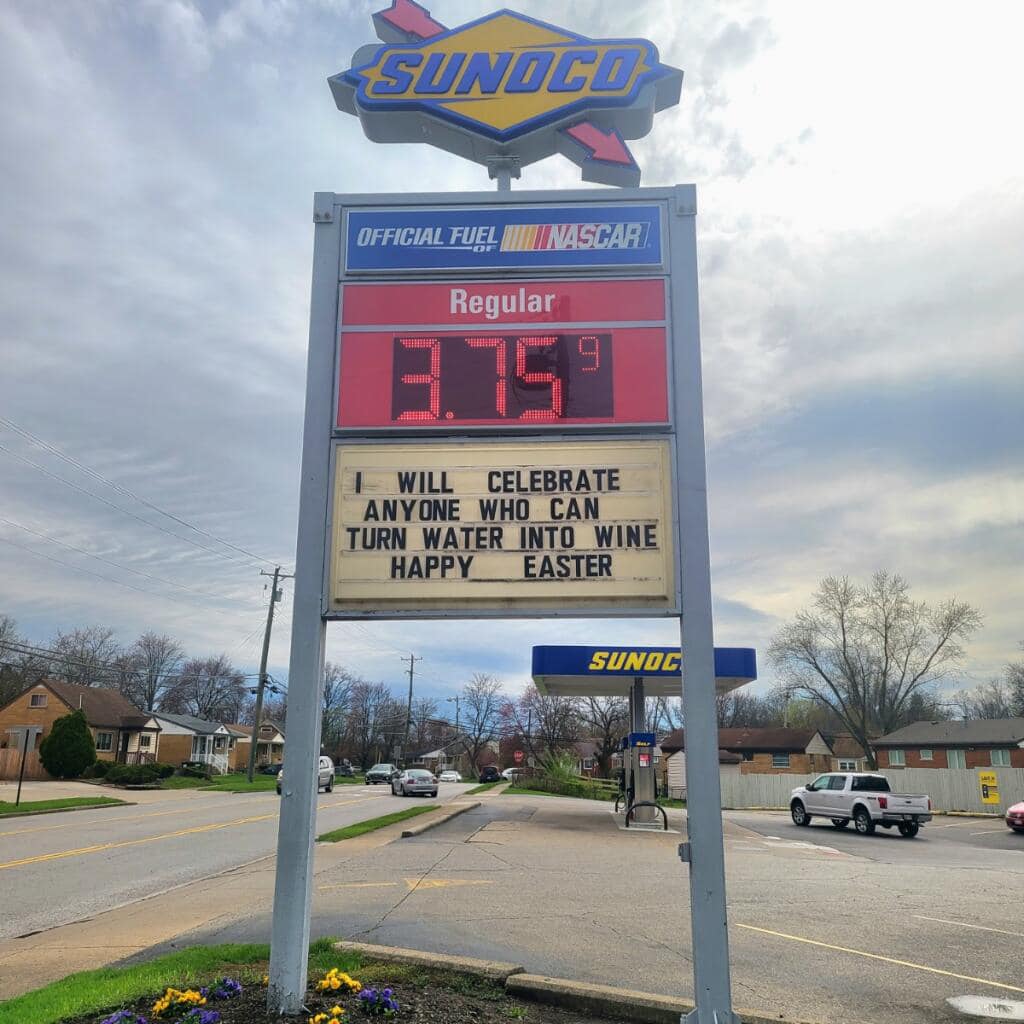 SUNOCO
OFFICIAL FUEL OF NASCAR
Regular
3.75 9
I WILL CELEBRATE
ANYONE WHO CAN
TURN WATER INTO WINE
HAPPY EASTER
SUNOC